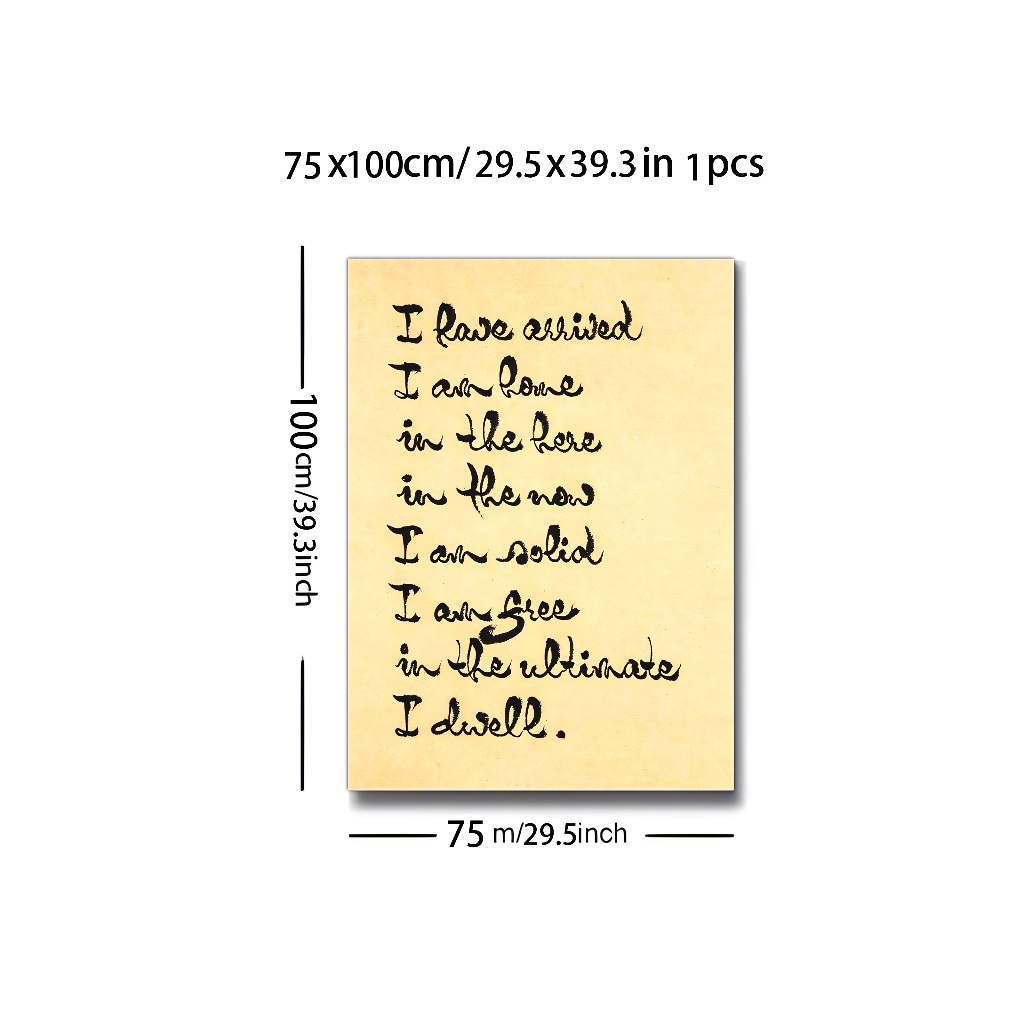 75x100cm/ 29.5x39.3in 1pcs
100cm/39.3inch
I have arrived
I am home
in the here
in the now
I am solid
I am free
in the ultimate
I dwell.
75 m/29.5inch